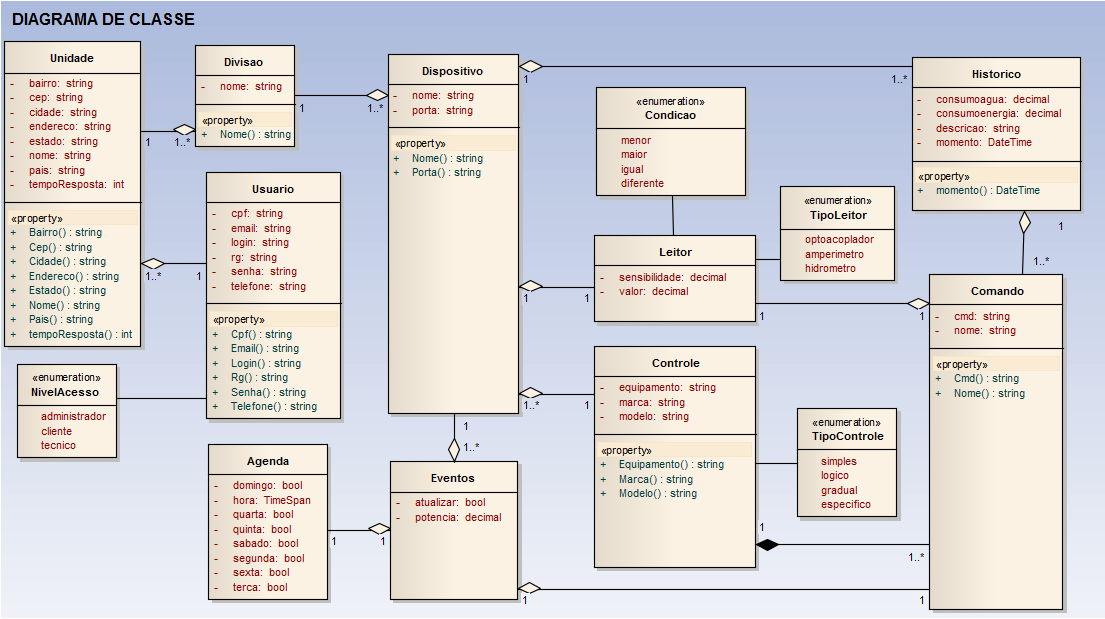 DIAGRAMA DE CLASSE
Unidade
- bairro: string
- cep: string
- cidade: string
- endereco: string
- estado: string
- nome: string
- pais: string
- tempoResposta: int
«property»
+ Bairro() : string
+ Cep() : string
+ Cidade() : string
+ Endereco() : string
+ Estado() : string
+ Nome() : string
+ Pais() : string
+ tempoResposta() : int
1
1..*
Divisao
- nome: string
«property»
+ Nome() : string
1
1..*
Usuario
- cpf: string
- email: string
- login: string
- rg: string
- senha: string
- telefone: string
«property»
+ Cpf() : string
+ Email() : string
+ Login() : string
+ Rg() : string
+ Senha() : string
+ Telefone() : string
1..*
1
«enumeration»
NivelAcesso
administrador
cliente
tecnico
Agenda
- domingo: bool
- hora: TimeSpan
- quarta: bool
- quinta: bool
- sabado: bool
- segunda: bool
- sexta: bool
- terca: bool
1
1
Dispositivo
- nome: string
- porta: string
«property»
+ Nome() : string
+ Porta() : string
1
1..*
1
1
1..*
1
1
1..*
Eventos
- atualizar: bool
- potencia: decimal
1
1
«enumeration»
Condicao
menor
maior
igual
diferente
«enumeration»
TipoLeitor
optoacoplador
amperimetro
hidrometro
Leitor
- sensibilidade: decimal
- valor: decimal
1
1
Controle
- equipamento: string
- marca: string
- modelo: string
«property»
+ Equipamento() : string
+ Marca() : string
+ Modelo() : string
1
1..*
«enumeration»
TipoControle
simples
logico
gradual
especifico
Historico
- consumoagua: decimal
- consumoenergia: decimal
- descricao: string
- momento: DateTime
«property»
+ momento() : DateTime
1
1..*
Comando
- cmd: string
- nome: string
«property»
+ Cmd() : string
+ Nome() : string